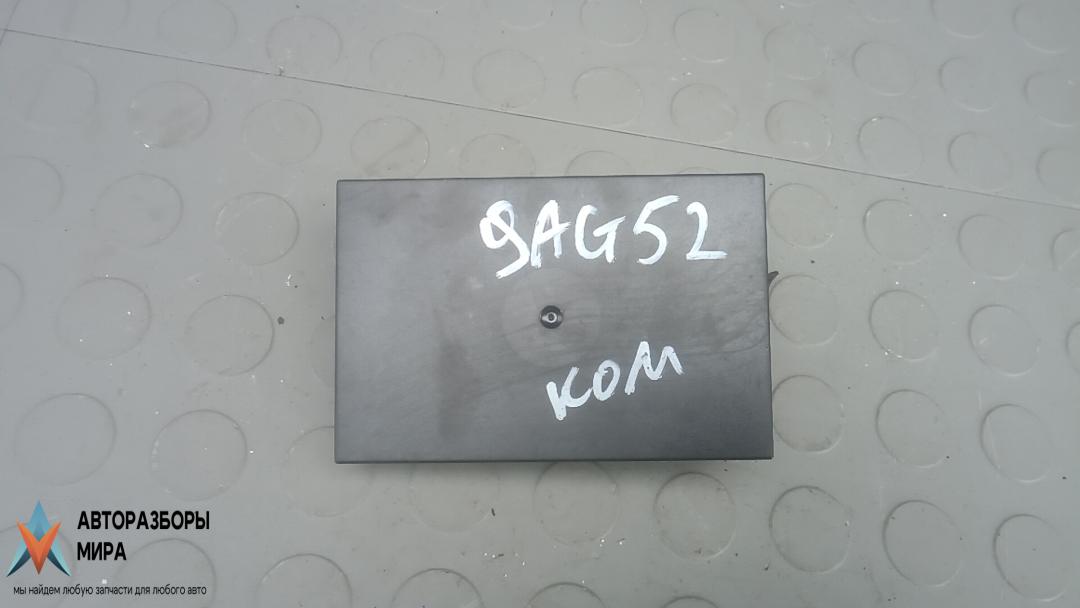 9AG52
КОМ
АВТОРАЗБОРЫ
МИРА
мы найдем любую запчасти для любого авто